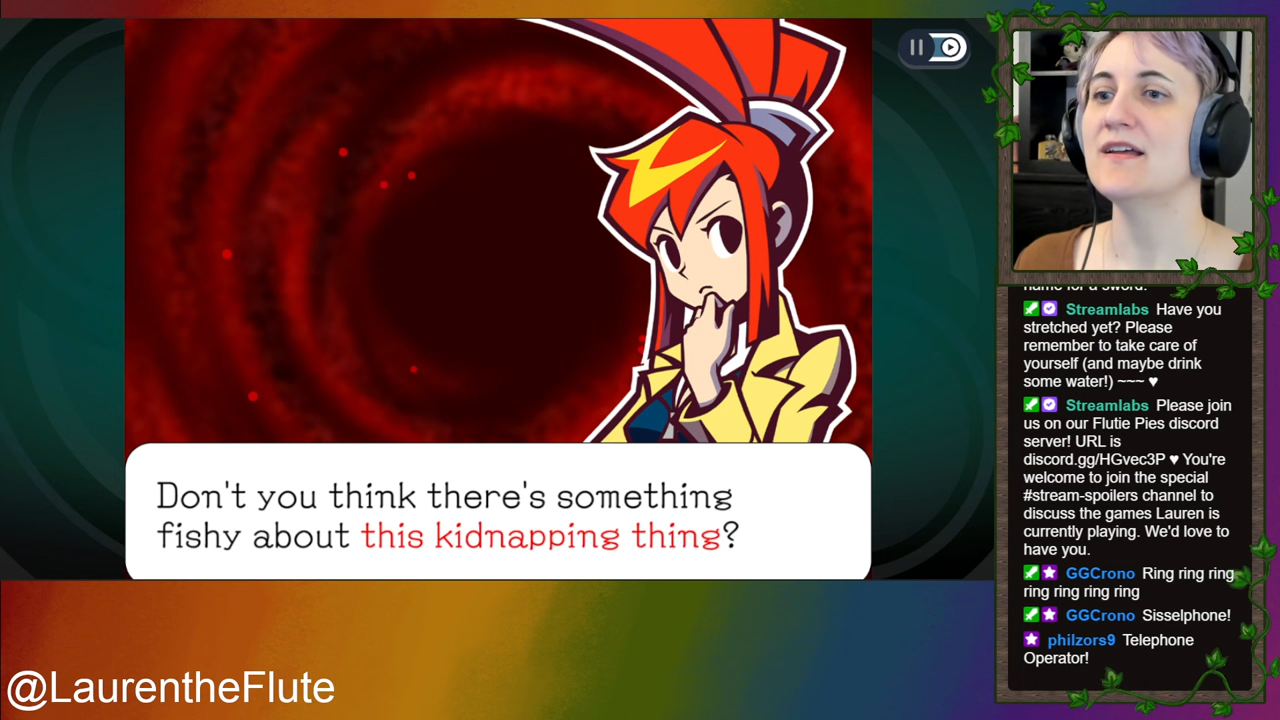 Don't you think there's something
fishy about this kidnapping thing?
name for a sword.
Streamlabs Have you
stretched yet? Please
remember to take care of
yourself (and maybe drink
some water!) ~~~ ♥
Streamlabs Please join
us on our Flutie Pies discord
server! URL is
discord.gg/HGvec3P ♥ You're
welcome to join the special
#stream-spoilers channel to
discuss the games Lauren is
currently playing. We'd love to
have you.
GGCrono Ring ring ring
ring ring ring ring
GGCrono Sisselphone!
philzors9 Telephone
Operator!
@LaurentheFlute